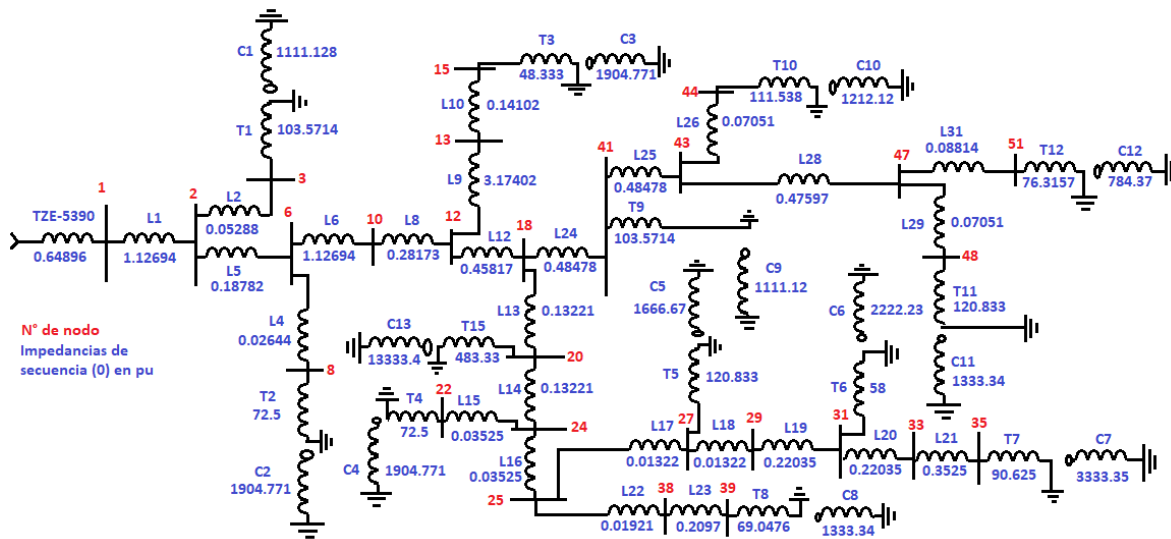 C1
1111.128
T1
103.5714
3
1
TZE-5390
0.64896
L1
1.12694
2
L2
0.05288
L5
0.18782
6
L6
1.12694
10
L8
0.28173
12
L4
0.02644
8
T2
72.5
C2
1904.771
N° de nodo
Impedancias de
secuencia (0) en pu
15
T3
48.333
C3
1904.771
L10
0.14102
13
L9
3.17402
L12
0.45817
18
L24
0.48478
41
L13
0.13221
C13
13333.4
T15
483.33
20
L14
0.13221
22
T4
72.5
L15
0.03525
24
C4
1904.771
L16
0.03525
25
L25
0.48478
43
T9
103.5714
C9
1111.12
44
T10
111.538
C10
1212.12
L26
0.07051
L28
0.47597
47
L31
0.08814
51
T12
76.3157
C12
784.37
L29
0.07051
48
T11
120.833
C11
1333.34
C5
1666.67
T5
120.833
C6
2222.23
T6
58
L17
0.01322
27
L18
0.01322
29
L19
0.22035
31
L20
0.22035
33
L21
0.3525
35
T7
90.625
C7
3333.35
L22
0.01921
38
L23
0.2097
39
T8
69.0476
C8
1333.34